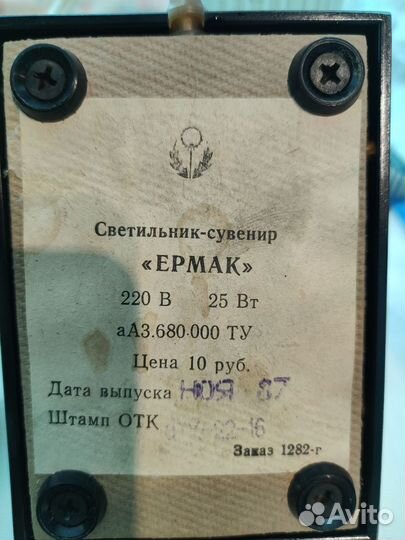 Светильник-сувенир
«ЕРМАК»
220 В 25 Вт
аА3.680.000 ТУ
Цена 10 руб.
Дата выпуска НОЯ 87
Штамп ОТК
Заказ 1282-г
Avito